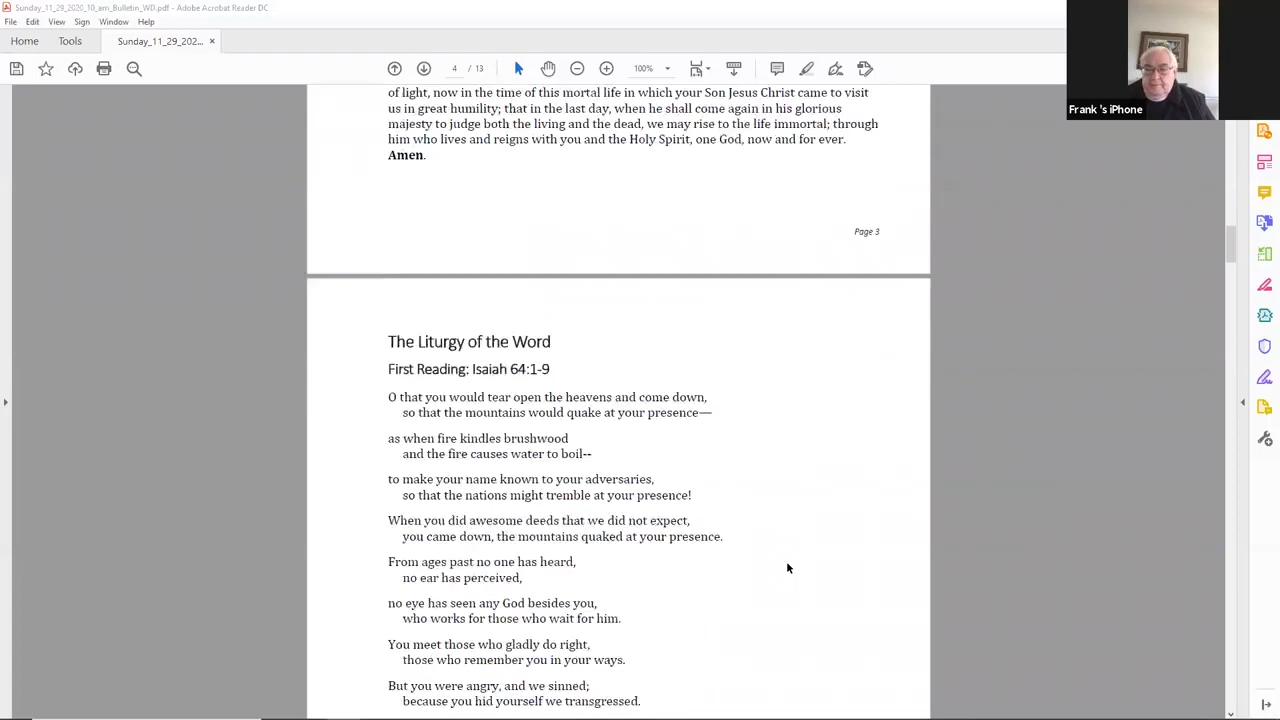 Sunday_11_29_2020_10_am_Bulletin_WD.pdf - Adobe Acrobat Reader DC
File Edit View Sign Window Help
Home Tools Sunday_11_29_202... ×
4 / 13 100%
Frank 's iPhone
of light, now in the time of this mortal life in which your Son Jesus Christ came to visit
us in great humility; that in the last day, when he shall come again in his glorious
majesty to judge both the living and the dead, we may rise to the life immortal; through
him who lives and reigns with you and the Holy Spirit, one God, now and for ever.
Amen.
Page 3
The Liturgy of the Word
First Reading: Isaiah 64:1-9
O that you would tear open the heavens and come down,
so that the mountains would quake at your presence—
as when fire kindles brushwood
and the fire causes water to boil--
to make your name known to your adversaries,
so that the nations might tremble at your presence!
When you did awesome deeds that we did not expect,
you came down, the mountains quaked at your presence.
From ages past no one has heard,
no ear has perceived,
no eye has seen any God besides you,
who works for those who wait for him.
You meet those who gladly do right,
those who remember you in your ways.
But you were angry, and we sinned;
because you hid yourself we transgressed.